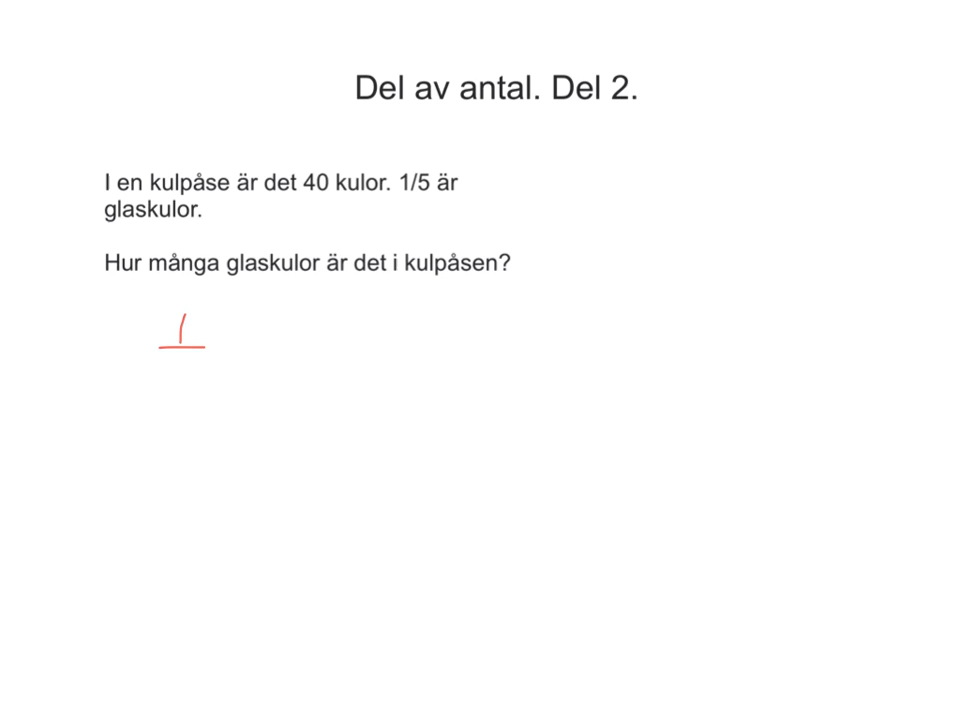 Del av antal. Del 2.
I en kulpåse är det 40 kulor. 1/5 är
glaskulor.
Hur många glaskulor är det i kulpåsen?
1